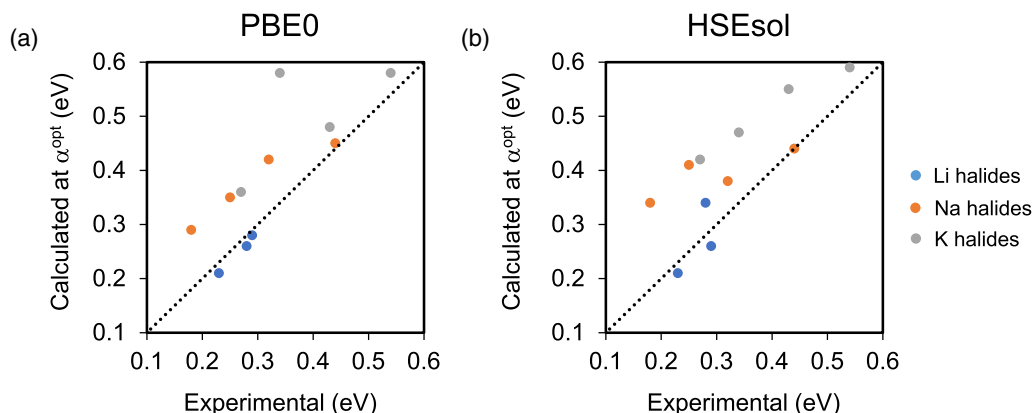 (a)
PBE0
Calculated at α^opt (eV)
0.6
0.5
0.4
0.3
0.2
0.1
0.1 0.2 0.3 0.4 0.5 0.6
Experimental (eV)
(b)
HSEsol
Calculated at α^opt (eV)
0.6
0.5
0.4
0.3
0.2
0.1
0.1 0.2 0.3 0.4 0.5 0.6
Experimental (eV)
Li halides
Na halides
K halides